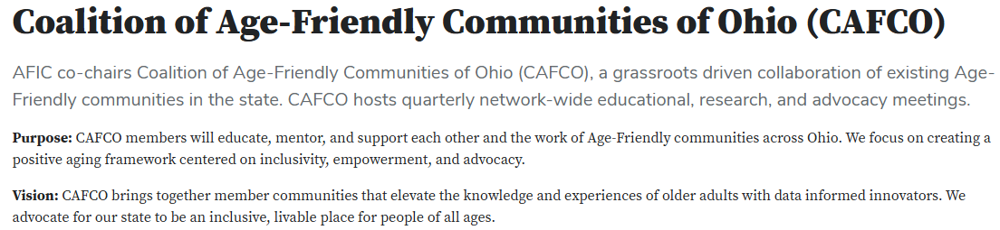 Coalition of Age-Friendly Communities of Ohio (CAFCO)
AFIC co-chairs Coalition of Age-Friendly Communities of Ohio (CAFCO), a grassroots driven collaboration of existing Age-
Friendly communities in the state. CAFCO hosts quarterly network-wide educational, research, and advocacy meetings.
Purpose: CAFCO members will educate, mentor, and support each other and the work of Age-Friendly communities across Ohio. We focus on creating a
positive aging framework centered on inclusivity, empowerment, and advocacy.
Vision: CAFCO brings together member communities that elevate the knowledge and experiences of older adults with data informed innovators. We
advocate for our state to be an inclusive, livable place for people of all ages.